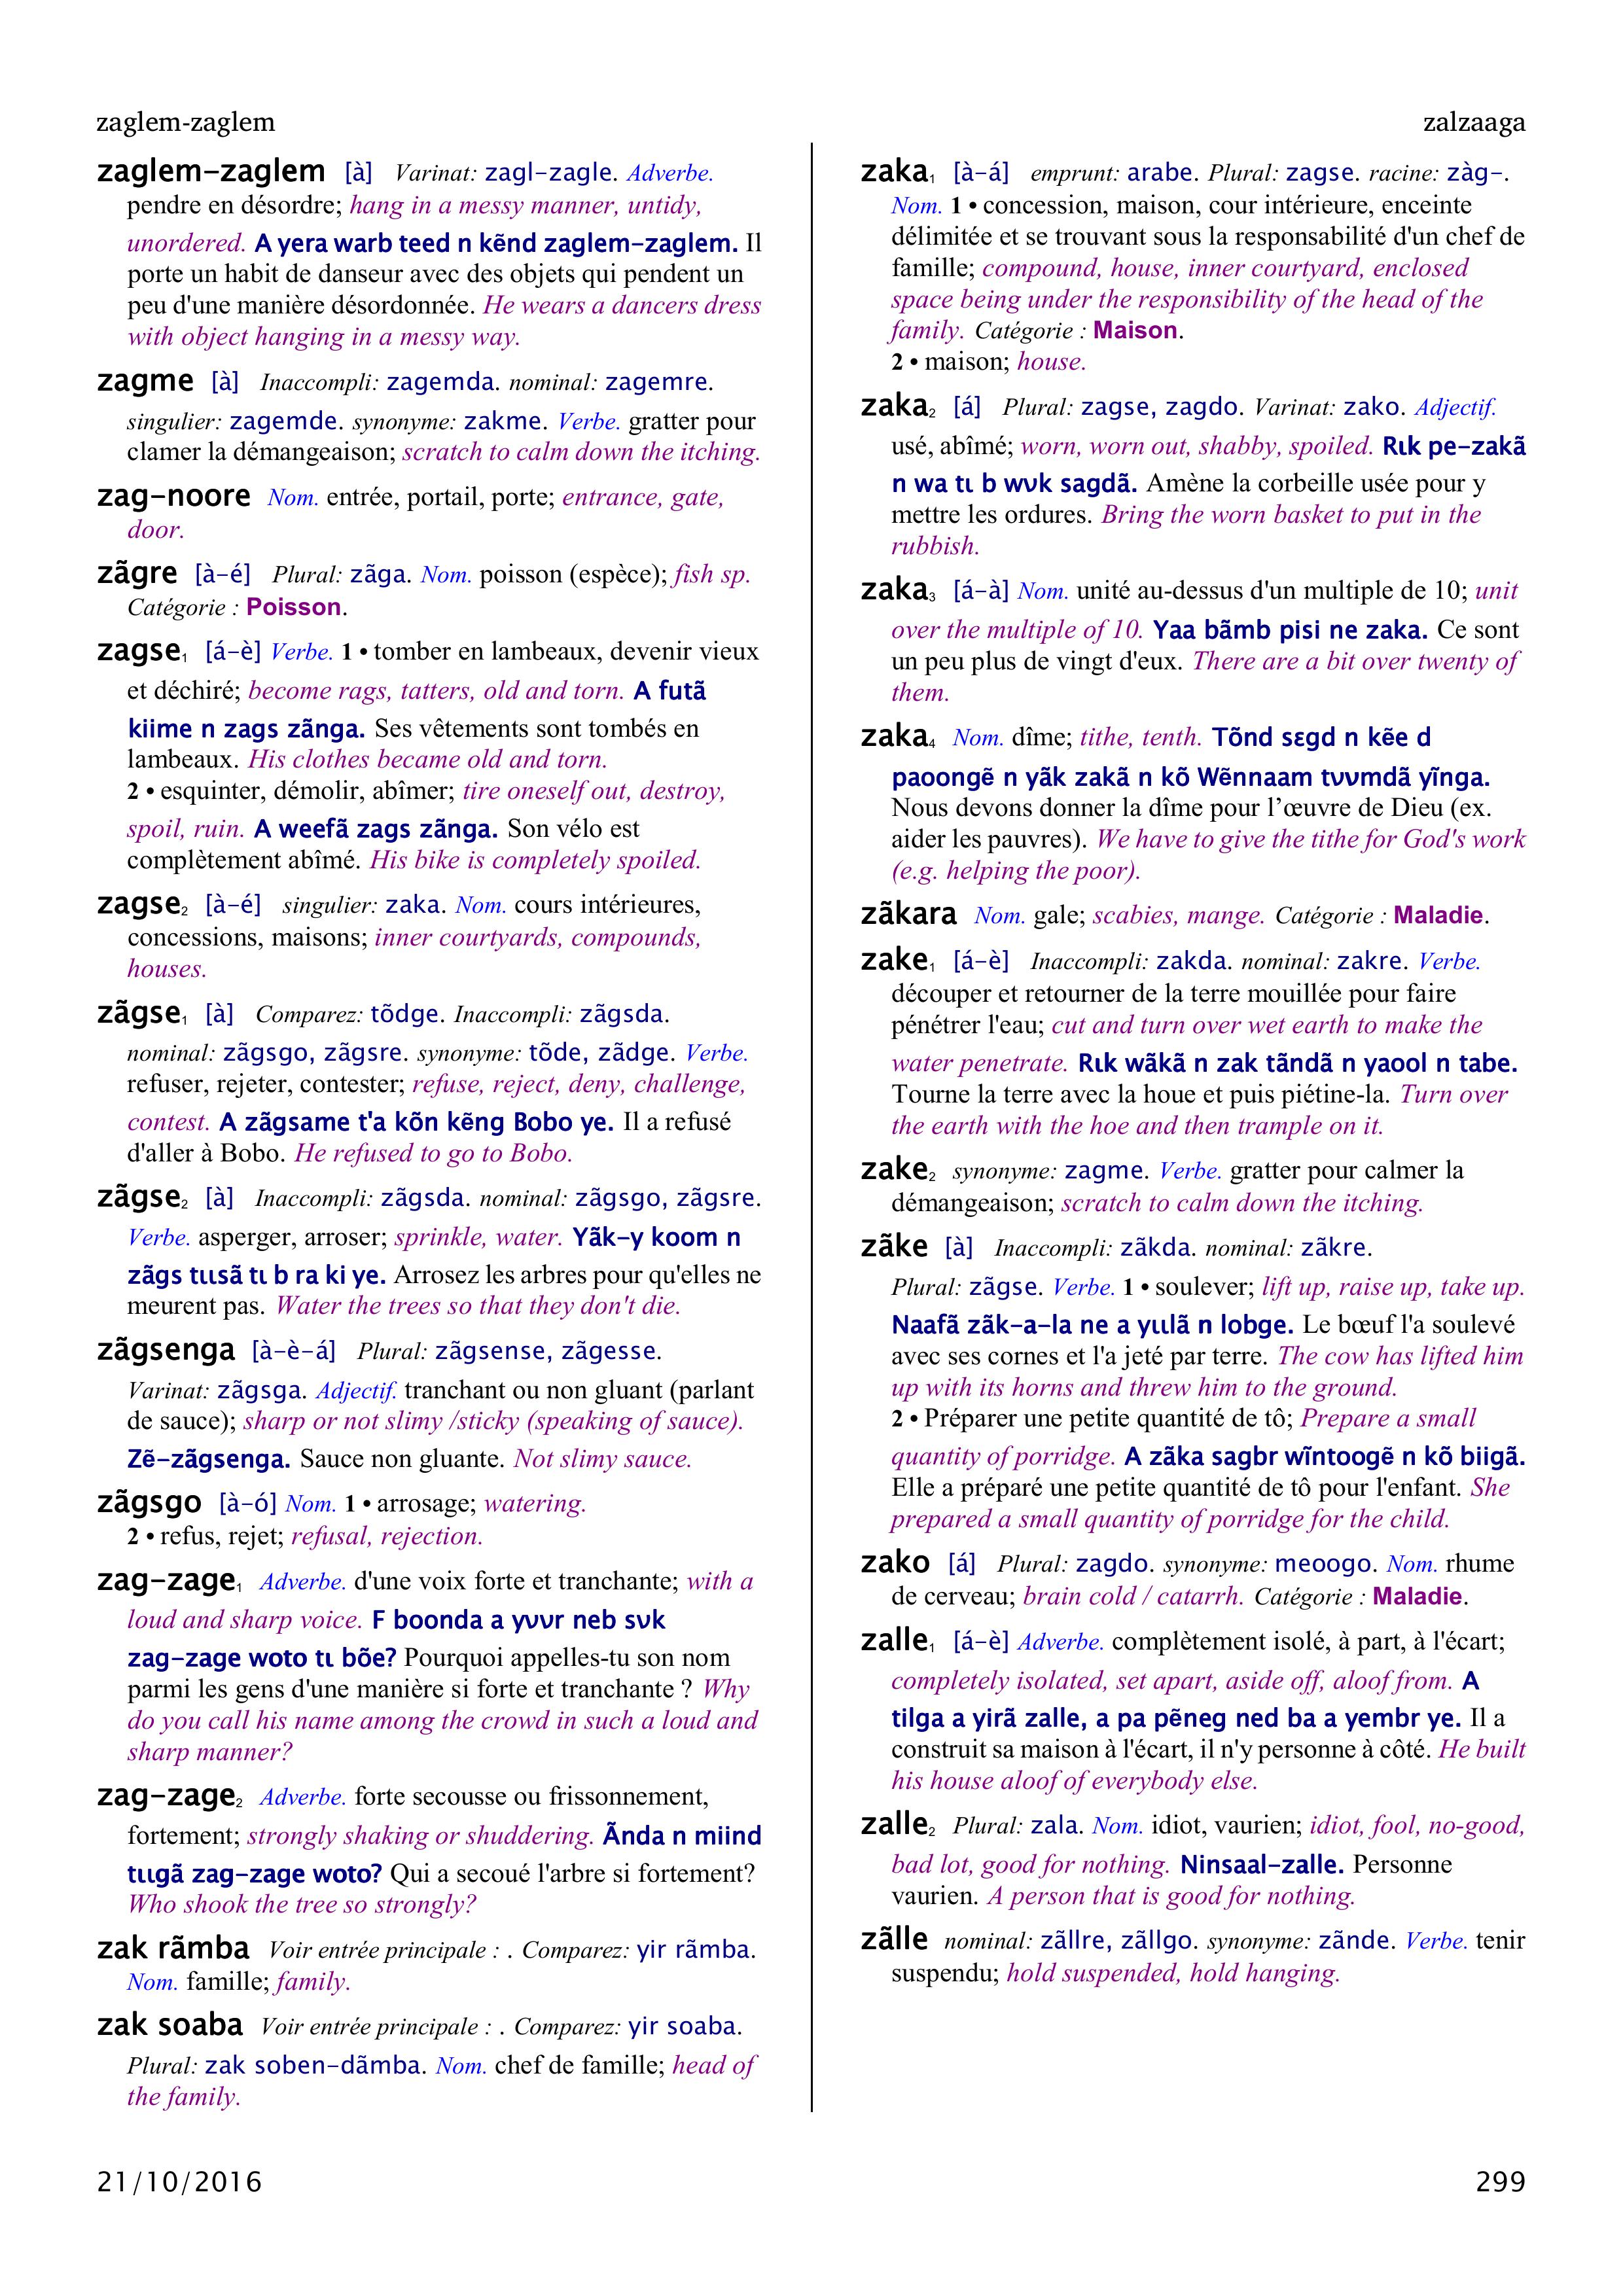 zaglem-zaglem
zalzaaga
zaglem–zaglem [à] Varinat: zagl–zagle. Adverbe.
pendre en désordre; hang in a messy manner, untidy,
unordered. A yera warb teed n kẽnd zaglem–zaglem. Il
porte un habit de danseur avec des objets qui pendent un
peu d'une manière désordonnée. He wears a dancers dress
with object hanging in a messy way.
zagme [à] Inaccompli: zagemda. nominal: zagemre.
singulier: zagemde. synonyme: zakme. Verbe. gratter pour
clamer la démangeaison; scratch to calm down the itching.
zag–noore Nom. entrée, portail, porte; entrance, gate,
door.
zãgre [à–é] Plural: zãga. Nom. poisson (espèce); fish sp.
Catégorie : Poisson.
zagse₁ [á–è] Verbe. 1 • tomber en lambeaux, devenir vieux
et déchiré; become rags, tatters, old and torn. A futã
kiime n zags zãnga. Ses vêtements sont tombés en
lambeaux. His clothes became old and torn.
2 • esquinter, démolir, abîmer; tire oneself out, destroy,
spoil, ruin. A weefã zags zãnga. Son vélo est
complètement abîmé. His bike is completely spoiled.
zagse₂ [à–é] singulier: zaka. Nom. cours intérieures,
concessions, maisons; inner courtyards, compounds,
houses.
zãgse₁ [à] Comparez: tõdge. Inaccompli: zãgsda.
nominal: zãgsgo, zãgsre. synonyme: tõde, zãdge. Verbe.
refuser, rejeter, contester; refuse, reject, deny, challenge,
contest. A zãgsame t'a kõn kẽng Bobo ye. Il a refusé
d'aller à Bobo. He refused to go to Bobo.
zãgse₂ [à] Inaccompli: zãgsda. nominal: zãgsgo, zãgsre.
Verbe. asperger, arroser; sprinkle, water. Yãk–y koom n
zãgs tɩɩsã tɩ b ra ki ye. Arrosez les arbres pour qu'elles ne
meurent pas. Water the trees so that they don't die.
zãgsenga [à–è–á] Plural: zãgsense, zãgesse.
Varinat: zãgsga. Adjectif. tranchant ou non gluant (parlant
de sauce); sharp or not slimy /sticky (speaking of sauce).
Zẽ–zãgsenga. Sauce non gluante. Not slimy sauce.
zãgsgo [à–ó] Nom. 1 • arrosage; watering.
2 • refus, rejet; refusal, rejection.
zag–zage₁ Adverbe. d'une voix forte et tranchante; with a
loud and sharp voice. F boonda a yʋʋr neb sʋk
zag–zage woto tɩ bõe? Pourquoi appelles-tu son nom
parmi les gens d'une manière si forte et tranchante ? Why
do you call his name among the crowd in such a loud and
sharp manner?
zag–zage₂ Adverbe. forte secousse ou frissonnement,
fortement; strongly shaking or shuddering. Ãnda n miind
tɩɩgã zag–zage woto? Qui a secoué l'arbre si fortement?
Who shook the tree so strongly?
zak rãmba Voir entrée principale : . Comparez: yir rãmba.
Nom. famille; family.
zak soaba Voir entrée principale : . Comparez: yir soaba.
Plural: zak soben–dãmba. Nom. chef de famille; head of
the family.
zaka₁ [à–á] emprunt: arabe. Plural: zagse. racine: zàg–.
Nom. 1 • concession, maison, cour intérieure, enceinte
délimitée et se trouvant sous la responsabilité d'un chef de
famille; compound, house, inner courtyard, enclosed
space being under the responsibility of the head of the
family. Catégorie : Maison.
2 • maison; house.
zaka₂ [á] Plural: zagse, zagdo. Varinat: zako. Adjectif.
usé, abîmé; worn, worn out, shabby, spoiled. Rɩk pe–zakã
n wa tɩ b wʋk sagdã. Amène la corbeille usée pour y
mettre les ordures. Bring the worn basket to put in the
rubbish.
zaka₃ [á–à] Nom. unité au-dessus d'un multiple de 10; unit
over the multiple of 10. Yaa bãmb pisi ne zaka. Ce sont
un peu plus de vingt d'eux. There are a bit over twenty of
them.
zaka₄ Nom. dîme; tithe, tenth. Tõnd sɛgd n kẽe d
paoongẽ n yãk zakã n kõ Wẽnnaam tʋʋmdã yĩnga.
Nous devons donner la dîme pour l’œuvre de Dieu (ex.
aider les pauvres). We have to give the tithe for God's work
(e.g. helping the poor).
zãkara Nom. gale; scabies, mange. Catégorie : Maladie.
zake₁ [á–è] Inaccompli: zakda. nominal: zakre. Verbe.
découper et retourner de la terre mouillée pour faire
pénétrer l'eau; cut and turn over wet earth to make the
water penetrate. Rɩk wãkã n zak tãndã n yaool n tabe.
Tourne la terre avec la houe et puis piétine-la. Turn over
the earth with the hoe and then trample on it.
zake₂ synonyme: zagme. Verbe. gratter pour calmer la
démangeaison; scratch to calm down the itching.
zãke [à] Inaccompli: zãkda. nominal: zãkre.
Plural: zãgse. Verbe. 1 • soulever; lift up, raise up, take up.
Naafã zãk–a–la ne a yɩɩlã n lobge. Le bœuf l'a soulevé
avec ses cornes et l'a jeté par terre. The cow has lifted him
up with its horns and threw him to the ground.
2 • Préparer une petite quantité de tô; Prepare a small
quantity of porridge. A zãka sagbr wĩntoogẽ n kõ biigã.
Elle a préparé une petite quantité de tô pour l'enfant. She
prepared a small quantity of porridge for the child.
zako [á] Plural: zagdo. synonyme: meoogo. Nom. rhume
de cerveau; brain cold / catarrh. Catégorie : Maladie.
zalle₁ [á–è] Adverbe. complètement isolé, à part, à l'écart;
completely isolated, set apart, aside off, aloof from. A
tilga a yirã zalle, a pa pẽneg ned ba a yembr ye. Il a
construit sa maison à l'écart, il n'y personne à côté. He built
his house aloof of everybody else.
zalle₂ Plural: zala. Nom. idiot, vaurien; idiot, fool, no-good,
bad lot, good for nothing. Ninsaal–zalle. Personne
vaurien. A person that is good for nothing.
zãlle nominal: zãllre, zãllgo. synonyme: zãnde. Verbe. tenir
suspendu; hold suspended, hold hanging.
21/10/2016
299